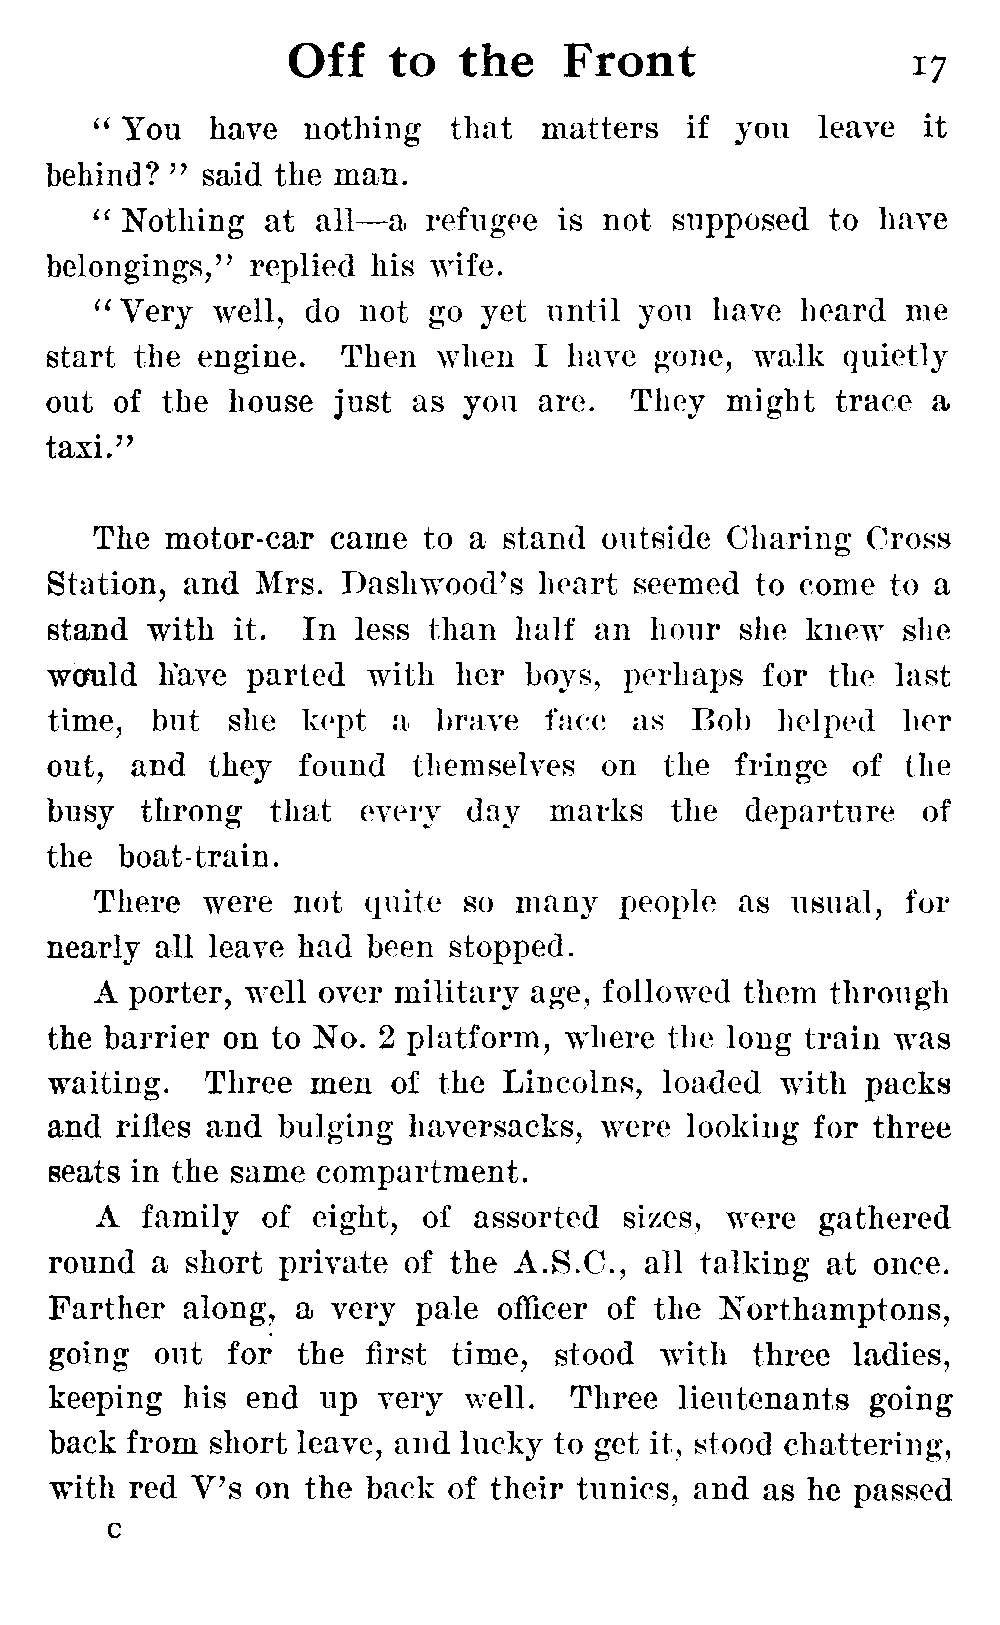 Off to the Front 17
“ You have nothing that matters if you leave it
behind? ” said the man.
“ Nothing at all—a refugee is not supposed to have
belongings,” replied his wife.
“ Very well, do not go yet until you have heard me
start the engine. Then when I have gone, walk quietly
out of the house just as you are. They might trace a
taxi.”
The motor-car came to a stand outside Charing Cross
Station, and Mrs. Dashwood’s heart seemed to come to a
stand with it. In less than half an hour she knew she
would have parted with her boys, perhaps for the last
time, but she kept a brave face as Bob helped her
out, and they found themselves on the fringe of the
busy throng that every day marks the departure of
the boat-train.
There were not quite so many people as usual, for
nearly all leave had been stopped.
A porter, well over military age, followed them through
the barrier on to No. 2 platform, where the long train was
waiting. Three men of the Lincolns, loaded with packs
and rifles and bulging haversacks, were looking for three
seats in the same compartment.
A family of eight, of assorted sizes, were gathered
round a short private of the A.S.C., all talking at once.
Farther along, a very pale officer of the Northamptons,
going out for the first time, stood with three ladies,
keeping his end up very well. Three lieutenants going
back from short leave, and lucky to get it, stood chattering,
with red V’s on the back of their tunics, and as he passed
C